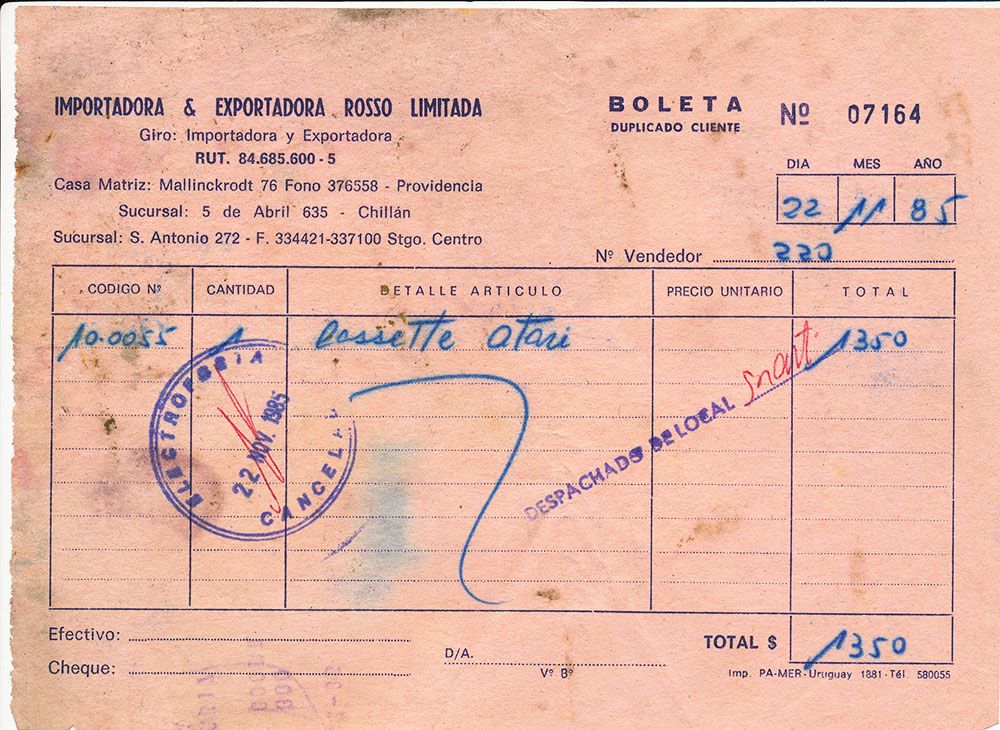 IMPORTADORA & EXPORTADORA ROSSO LIMITADA
Giro: Importadora y Exportadora
RUT. 84.685.600-5
Casa Matriz: Mallinckrodt 76 Fono 376558 - Providencia
Sucursal: 5 de Abril 635 - Chillán
Sucursal: S. Antonio 272 - F. 334421-337100 Stgo. Centro
BOLETA
DUPLICADO CLIENTE
Nº 07164
DIA MES AÑO
22 11 85
Nº Vendedor 220
CODIGO Nº CANTIDAD DETALLE ARTICULO PRECIO UNITARIO TOTAL
10.0055 1 Cassette Atari 1350
22 NOV. 1985
DESPACHADO DE LOCAL
Efectivo:
Cheque:
D/A.
Vº Bº
TOTAL $ 1350
Imp. PA-MER - Uruguay 1881 - Tél. 580055